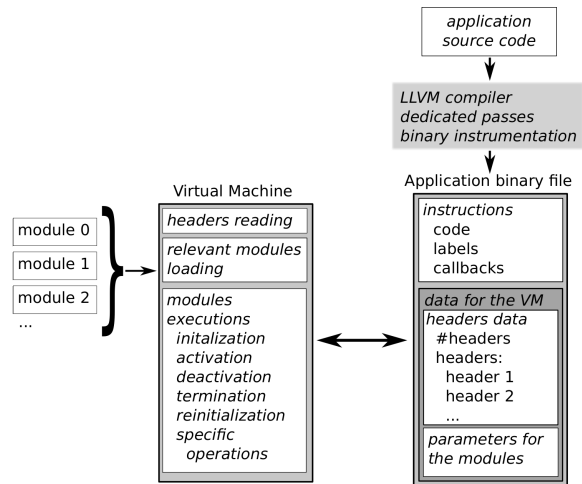 application
source code
LLVM compiler
dedicated passes
binary instrumentation
Virtual Machine
Application binary file
module 0
module 1
module 2
...
headers reading
relevant modules
loading
modules
executions
initalization
activation
deactivation
termination
reinitialization
specific
operations
instructions
code
labels
callbacks
data for the VM
headers data
#headers
headers:
header 1
header 2
...
parameters for
the modules